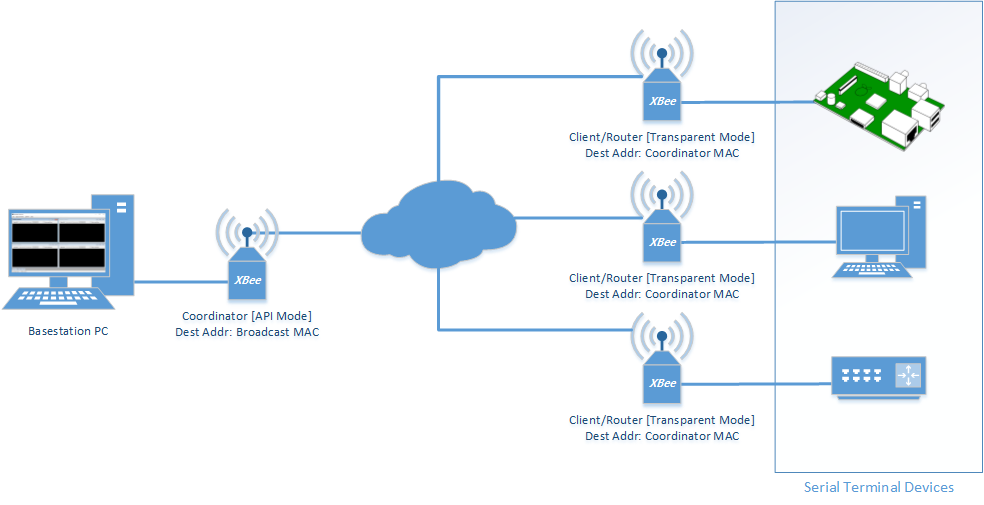 XBee
Client/Router [Transparent Mode]
Dest Addr: Coordinator MAC
XBee
Client/Router [Transparent Mode]
Dest Addr: Coordinator MAC
XBee
Coordinator [API Mode]
Dest Addr: Broadcast MAC
Basestation PC
XBee
Client/Router [Transparent Mode]
Dest Addr: Coordinator MAC
Serial Terminal Devices